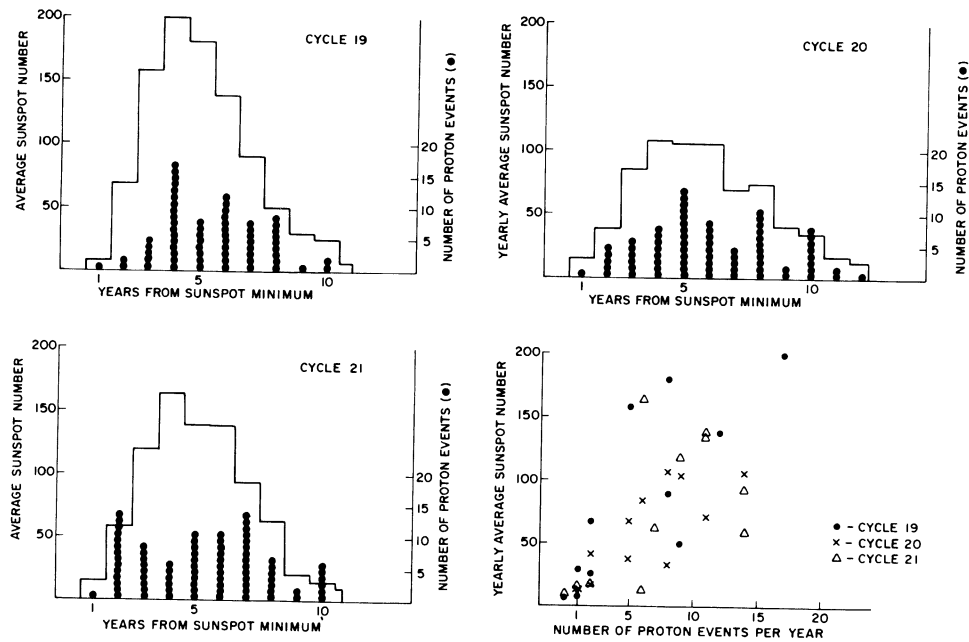 CYCLE 19
AVERAGE SUNSPOT NUMBER
200
150
100
50
NUMBER OF PROTON EVENTS (●)
20
15
10
5
1 5 10
YEARS FROM SUNSPOT MINIMUM
CYCLE 20
YEARLY AVERAGE SUNSPOT NUMBER
200
150
100
50
NUMBER OF PROTON EVENTS (●)
20
15
10
5
1 5 10
YEARS FROM SUNSPOT MINIMUM
CYCLE 21
AVERAGE SUNSPOT NUMBER
200
150
100
50
NUMBER OF PROTON EVENTS (●)
20
15
10
5
1 5 10
YEARS FROM SUNSPOT MINIMUM
YEARLY AVERAGE SUNSPOT NUMBER
200
150
100
50
● – CYCLE 19
× – CYCLE 20
△ – CYCLE 21
1 5 10 15 20
NUMBER OF PROTON EVENTS PER YEAR